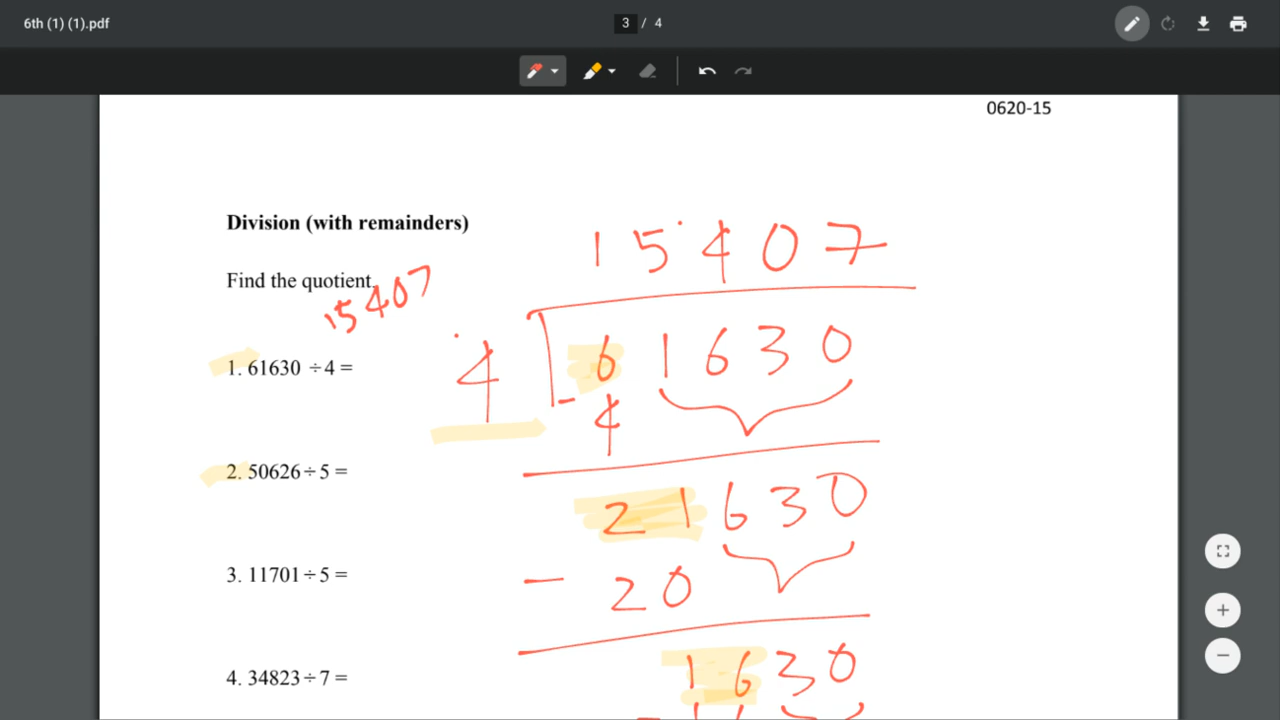 6th (1) (1).pdf
3 / 4
0620-15
Division (with remainders)
Find the quotient.
15407
1. 61630 ÷ 4 =
2. 50626 ÷ 5 =
3. 11701 ÷ 5 =
4. 34823 ÷ 7 =
15407
4 61630
- 4
21630
- 20
1630